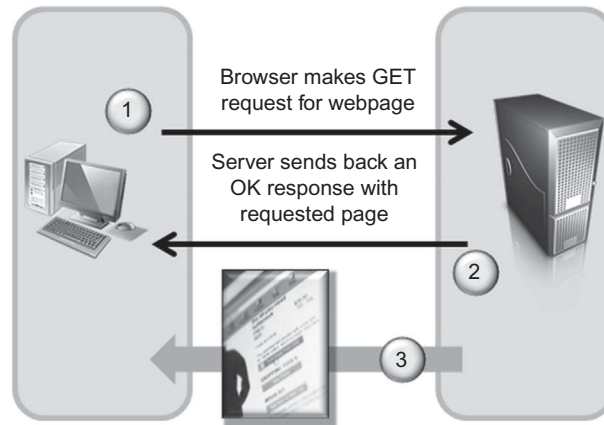 Browser makes GET
request for webpage
1
Server sends back an
OK response with
requested page
2
3